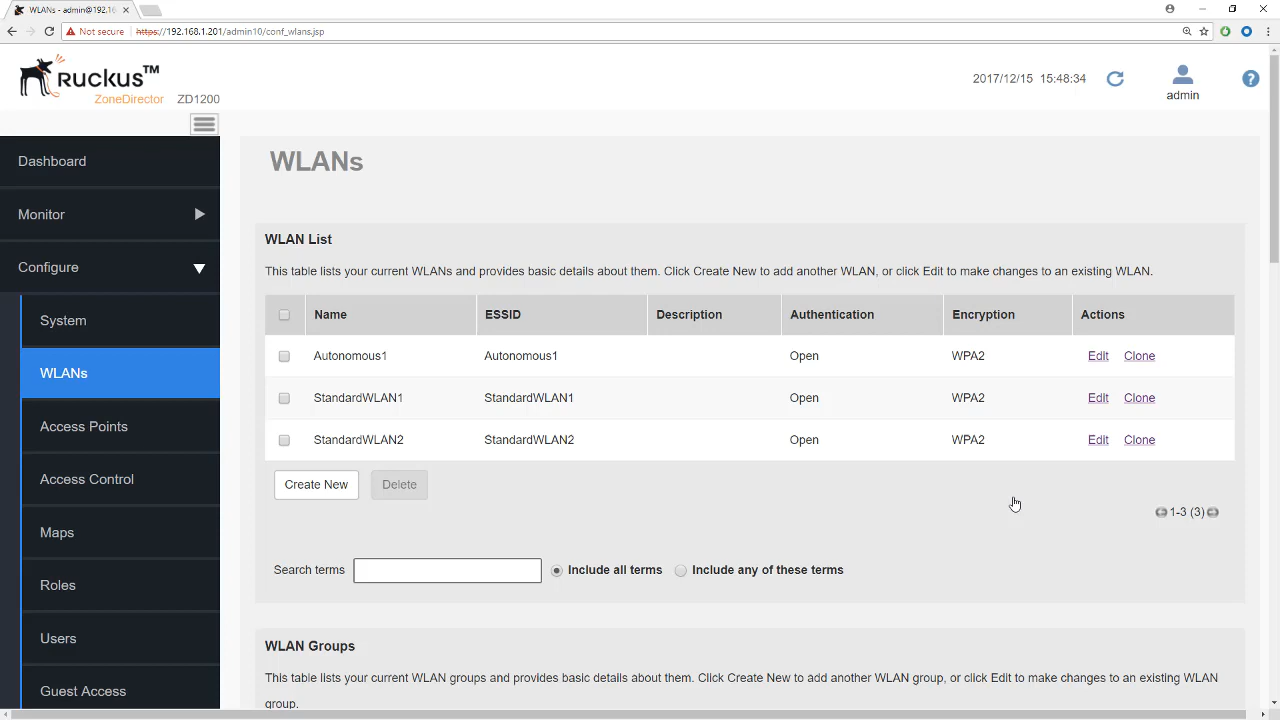 WLANs - admin@192.16
Not secure https://192.168.1.201/admin10/conf_wlans.jsp
RUCKUS™
ZoneDirector ZD1200
2017/12/15 15:48:34
admin
Dashboard
Monitor
Configure
System
WLANs
Access Points
Access Control
Maps
Roles
Users
Guest Access
WLANs
WLAN List
This table lists your current WLANs and provides basic details about them. Click Create New to add another WLAN, or click Edit to make changes to an existing WLAN.
Name ESSID Description Authentication Encryption Actions
Autonomous1 Autonomous1 Open WPA2 Edit Clone
StandardWLAN1 StandardWLAN1 Open WPA2 Edit Clone
StandardWLAN2 StandardWLAN2 Open WPA2 Edit Clone
Create New Delete
1-3 (3)
Search terms Include all terms Include any of these terms
WLAN Groups
This table lists your current WLAN groups and provides basic details about them. Click Create New to add another WLAN group, or click Edit to make changes to an existing WLAN
group.